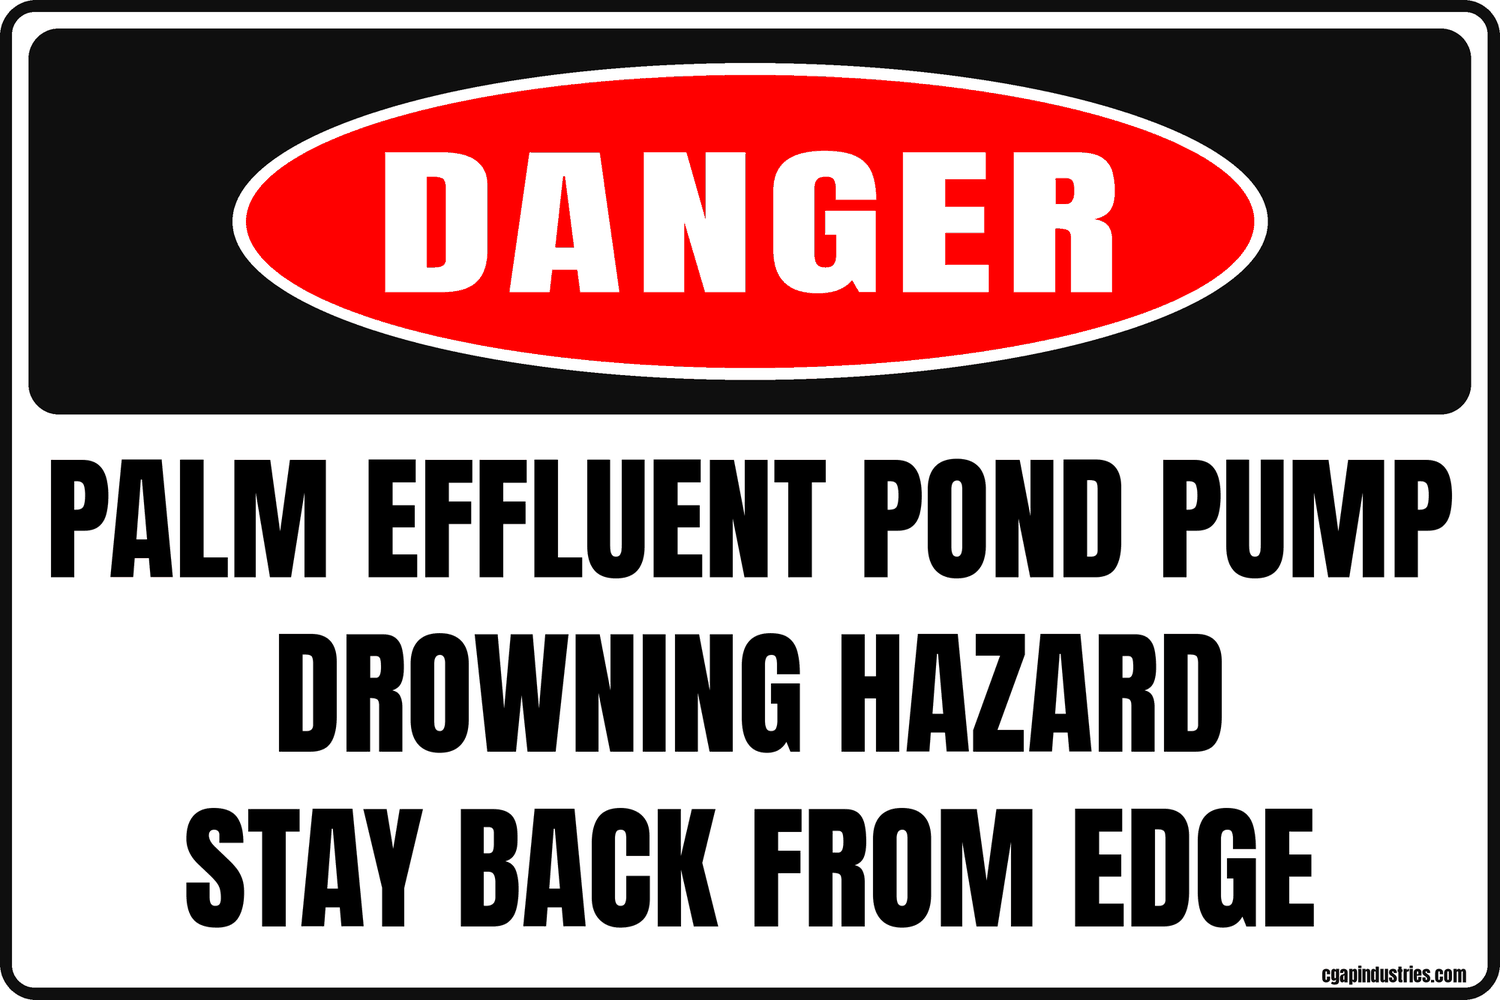 DANGER
PALM EFFLUENT POND PUMP
DROWNING HAZARD
STAY BACK FROM EDGE
cgapindustries.com